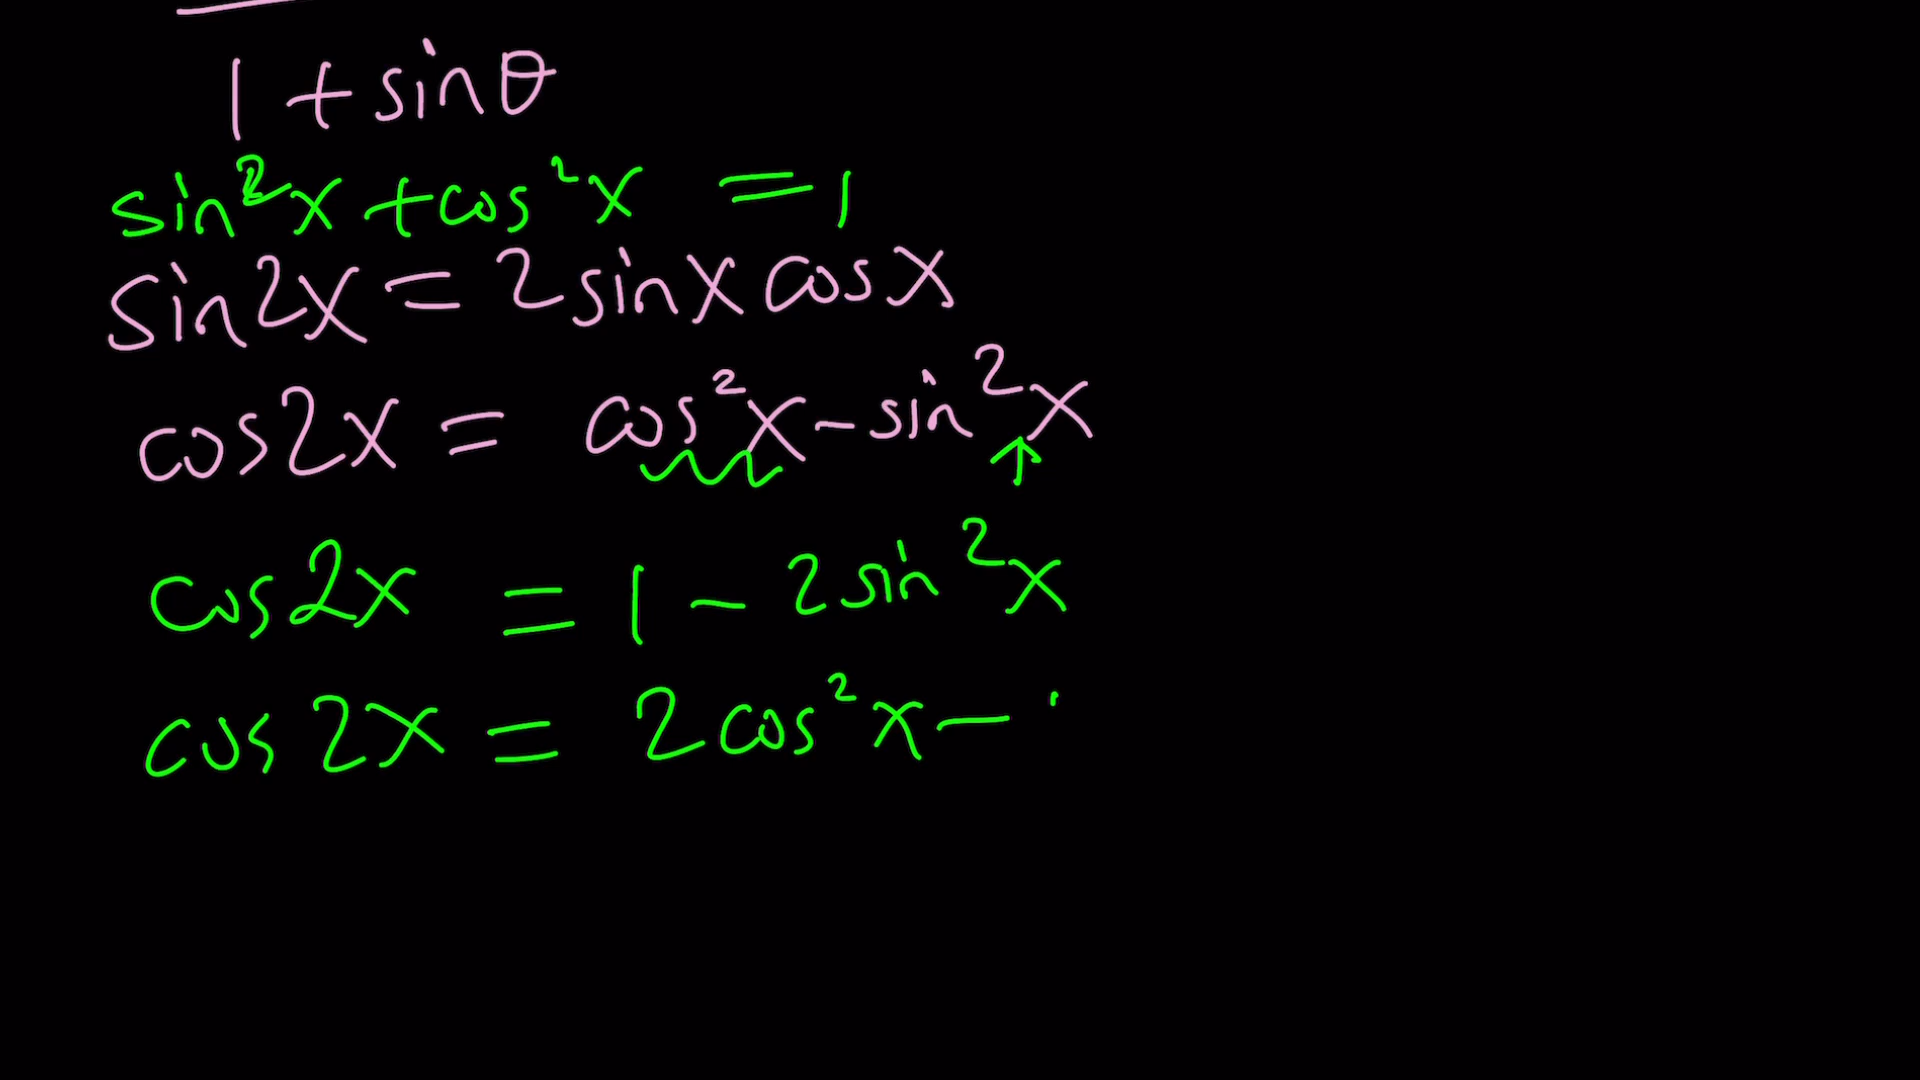 1 + sinθ
sin²x + cos²x = 1
sin2x = 2sinx cosx
cos2x = cos²x - sin²x
cos2x = 1 - 2sin²x
cos2x = 2cos²x -